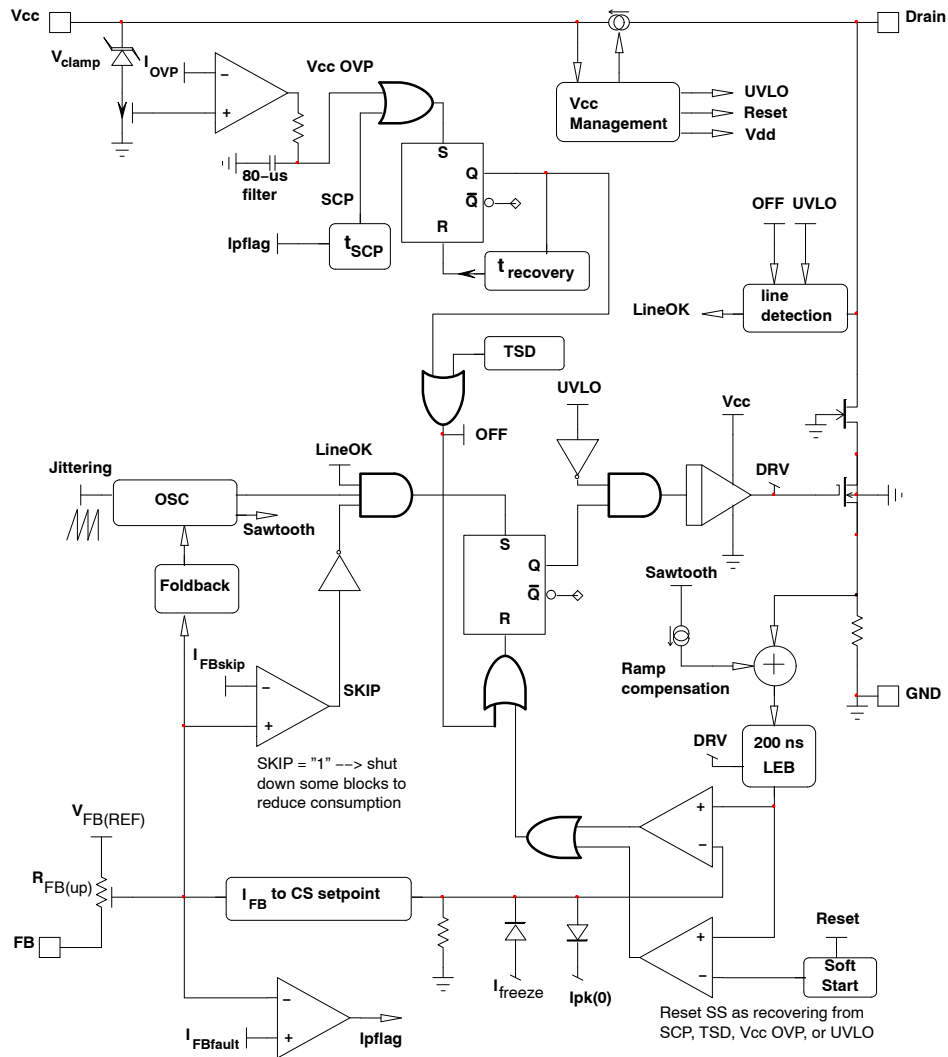 Vcc
Drain
Vclamp
IOVP
−
+
Vcc OVP
80−us
filter
SCP
Ipflag
tSCP
S
Q
Q
R
trecovery
Vcc
Management
UVLO
Reset
Vdd
OFF UVLO
line
detection
LineOK
TSD
OFF
UVLO
Vcc
DRV
LineOK
Jittering
OSC
Sawtooth
Foldback
IFBskip
−
+
SKIP
SKIP = ”1” −−> shut
down some blocks to
reduce consumption
S
Q
Q
R
Sawtooth
Ramp
compensation
+
GND
DRV
200 ns
LEB
+
−
VFB(REF)
RFB(up)
FB
IFB to CS setpoint
Ifreeze
Ipk(0)
+
−
Reset
Soft
Start
Reset SS as recovering from
SCP, TSD, Vcc OVP, or UVLO
IFBfault
−
+
Ipflag